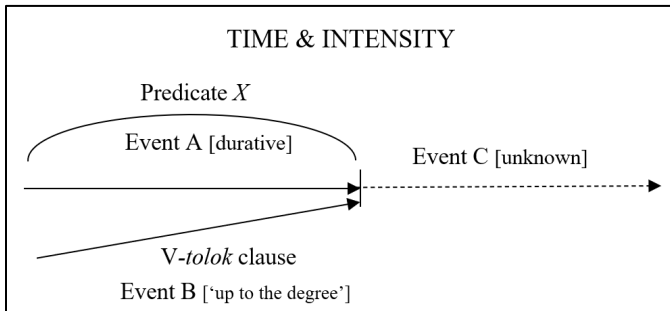 TIME & INTENSITY
Predicate X
Event A [durative]
Event C [unknown]
V-tolok clause
Event B [‘up to the degree’]